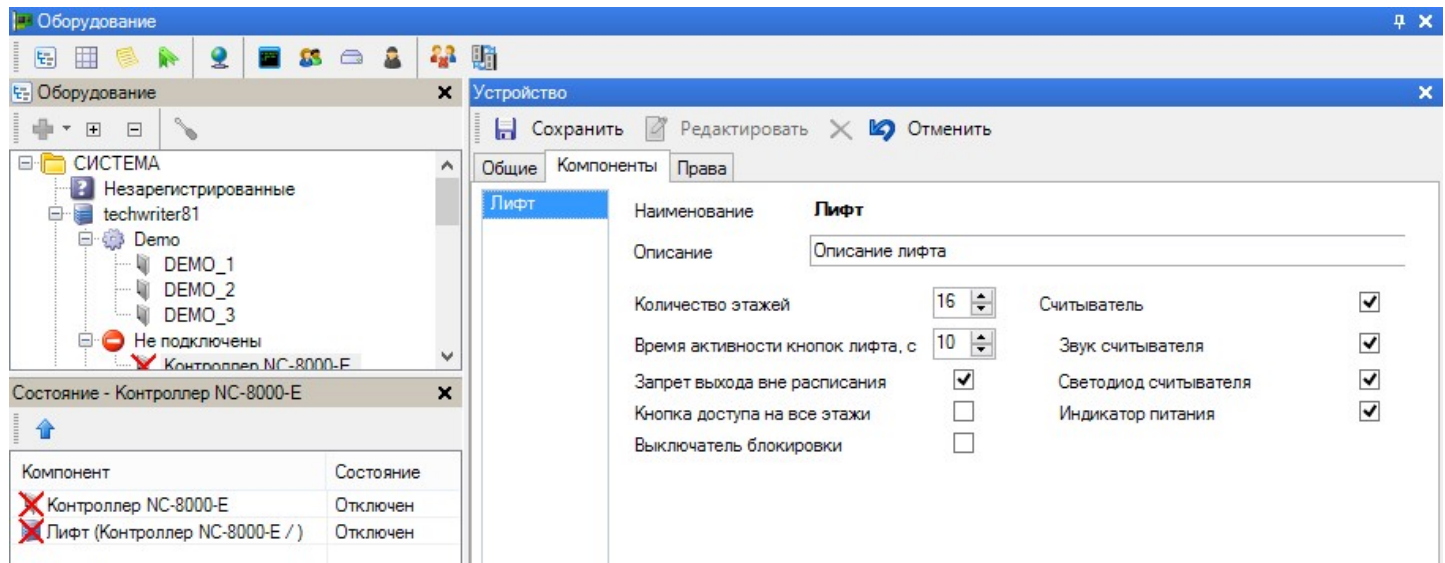 Оборудование
Оборудование
СИСТЕМА
Незарегистрированные
techwriter81
Demo
DEMO_1
DEMO_2
DEMO_3
Не подключены
Контроллер NC-8000-E
Состояние - Контроллер NC-8000-E
Компонент Состояние
Контроллер NC-8000-E Отключен
Лифт (Контроллер NC-8000-E / ) Отключен
Устройство
Сохранить Редактировать Отменить
Общие Компоненты Права
Лифт
Наименование Лифт
Описание Описание лифта
Количество этажей 16 Считыватель
Время активности кнопок лифта, с 10 Звук считывателя
Запрет выхода вне расписания Светодиод считывателя
Кнопка доступа на все этажи Индикатор питания
Выключатель блокировки